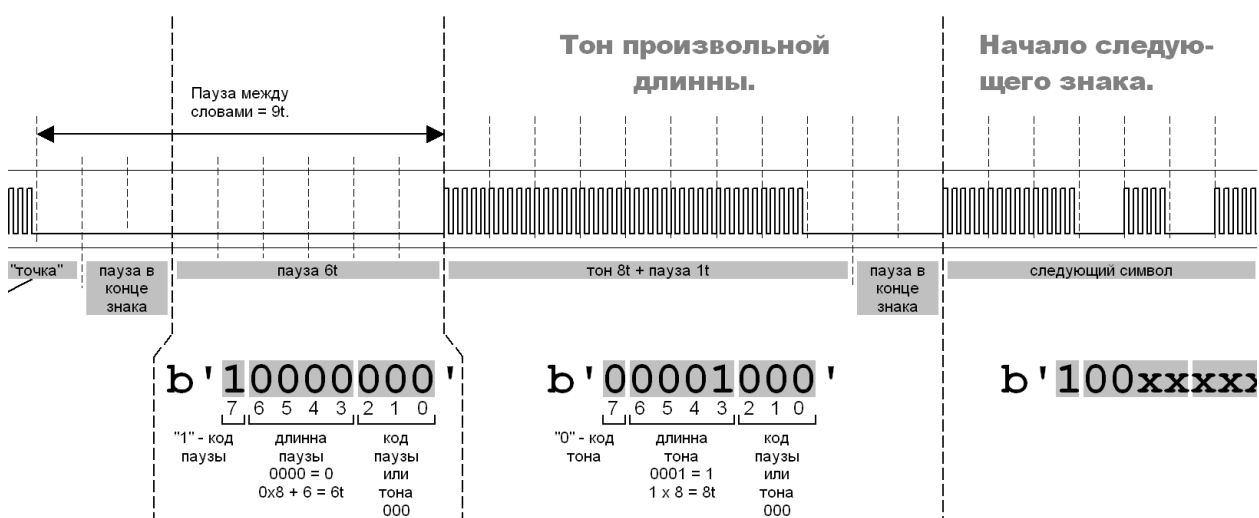 Тон произвольной
длинны.
Начало следую-
щего знака.
Пауза между
словами = 9t.
"точка"
пауза в
конце
знака
пауза 6t
тон 8t + пауза 1t
пауза в
конце
знака
следующий символ
b'10000000'
7 6 5 4 3 2 1 0
"1" - код
паузы
длинна
паузы
0000 = 0
0x8 + 6 = 6t
код
паузы
или
тона
000
b'00001000'
7 6 5 4 3 2 1 0
"0" - код
тона
длинна
тона
0001 = 1
1 x 8 = 8t
код
паузы
или
тона
000
b'100xxxxx